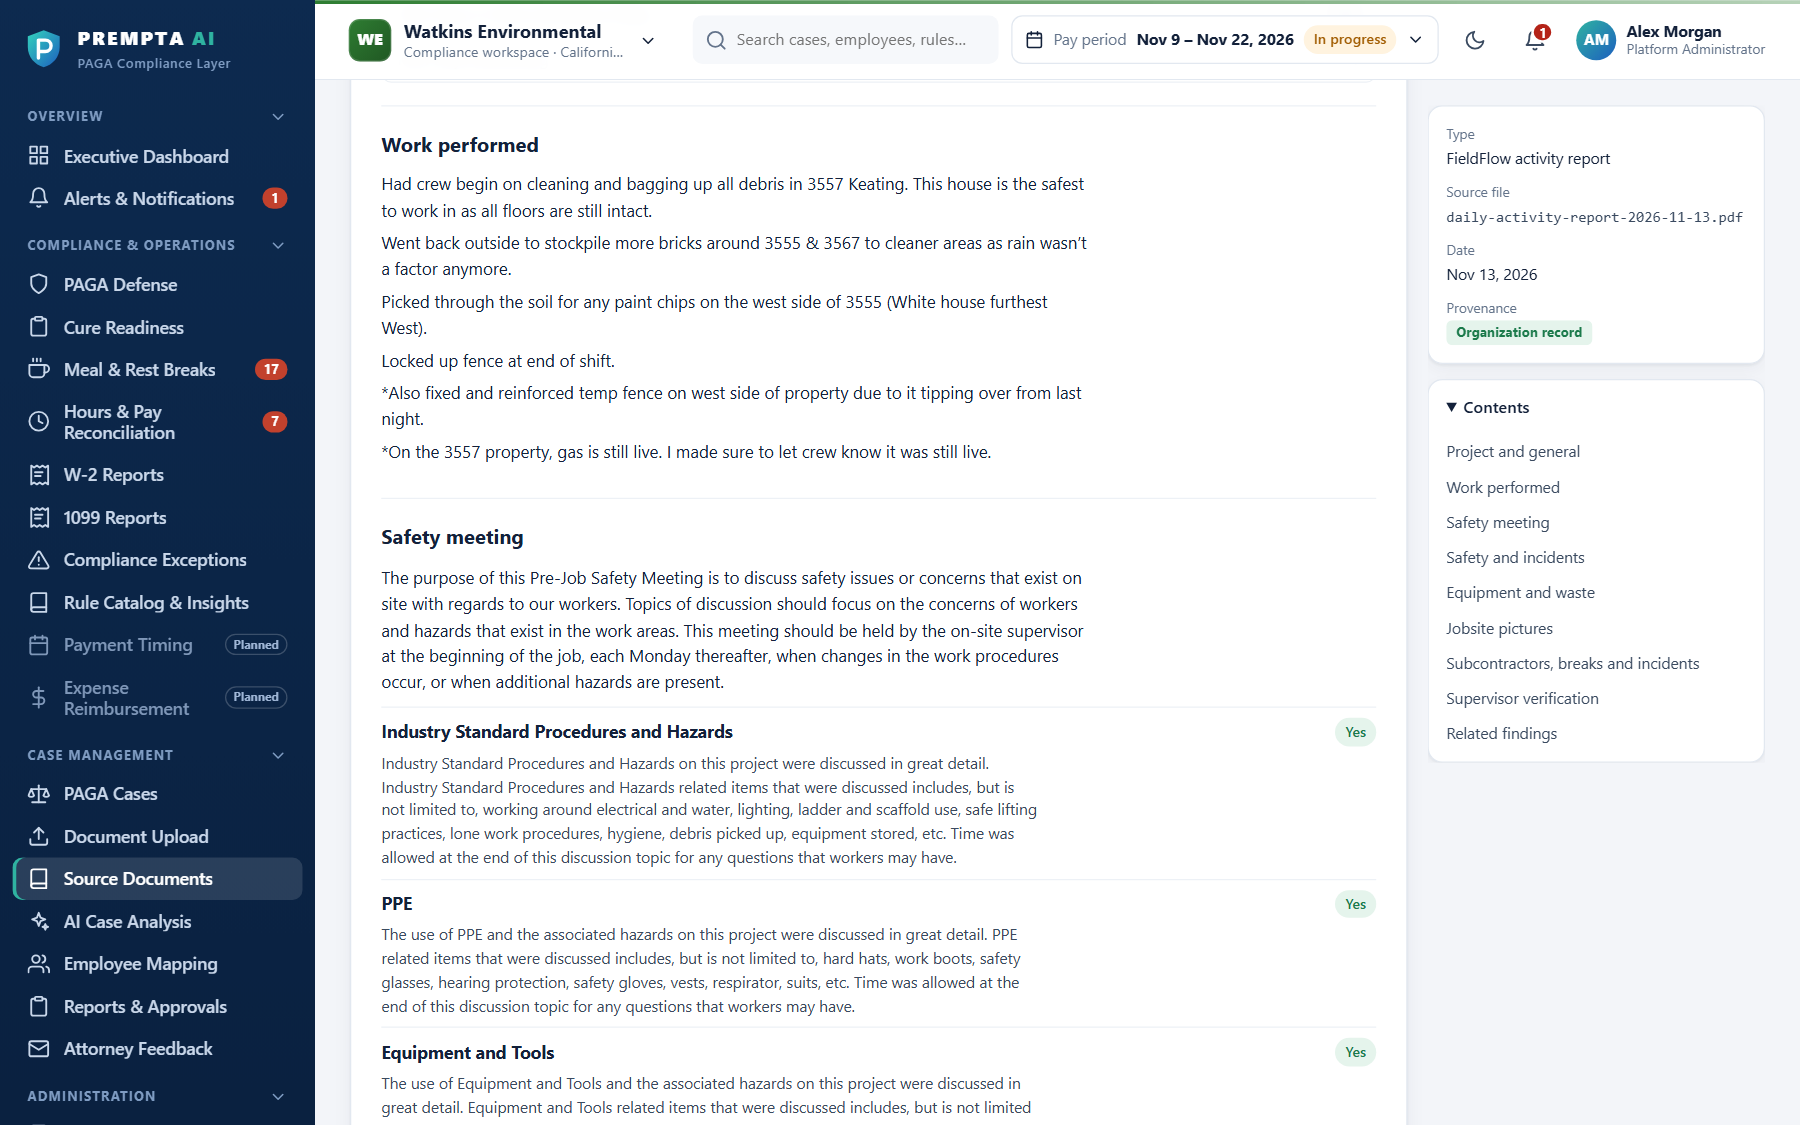 PREMPTA AI
PAGA Compliance Layer
OVERVIEW
Executive Dashboard
Alerts & Notifications
1
COMPLIANCE & OPERATIONS
PAGA Defense
Cure Readiness
Meal & Rest Breaks
17
Hours & Pay
Reconciliation
7
W-2 Reports
1099 Reports
Compliance Exceptions
Rule Catalog & Insights
Payment Timing
Planned
Expense
Reimbursement
Planned
CASE MANAGEMENT
PAGA Cases
Document Upload
Source Documents
AI Case Analysis
Employee Mapping
Reports & Approvals
Attorney Feedback
ADMINISTRATION
WE
Watkins Environmental
Compliance workspace · Californi...
Search cases, employees, rules...
Pay period Nov 9 – Nov 22, 2026 In progress
1
AM
Alex Morgan
Platform Administrator
Work performed
Had crew begin on cleaning and bagging up all debris in 3557 Keating. This house is the safest
to work in as all floors are still intact.
Went back outside to stockpile more bricks around 3555 & 3567 to cleaner areas as rain wasn't
a factor anymore.
Picked through the soil for any paint chips on the west side of 3555 (White house furthest
West).
Locked up fence at end of shift.
*Also fixed and reinforced temp fence on west side of property due to it tipping over from last
night.
*On the 3557 property, gas is still live. I made sure to let crew know it was still live.
Safety meeting
The purpose of this Pre-Job Safety Meeting is to discuss safety issues or concerns that exist on
site with regards to our workers. Topics of discussion should focus on the concerns of workers
and hazards that exist in the work areas. This meeting should be held by the on-site supervisor
at the beginning of the job, each Monday thereafter, when changes in the work procedures
occur, or when additional hazards are present.
Industry Standard Procedures and Hazards
Yes
Industry Standard Procedures and Hazards on this project were discussed in great detail.
Industry Standard Procedures and Hazards related items that were discussed includes, but is
not limited to, working around electrical and water, lighting, ladder and scaffold use, safe lifting
practices, lone work procedures, hygiene, debris picked up, equipment stored, etc. Time was
allowed at the end of this discussion topic for any questions that workers may have.
PPE
Yes
The use of PPE and the associated hazards on this project were discussed in great detail. PPE
related items that were discussed includes, but is not limited to, hard hats, work boots, safety
glasses, hearing protection, safety gloves, vests, respirator, suits, etc. Time was allowed at the
end of this discussion topic for any questions that workers may have.
Equipment and Tools
Yes
The use of Equipment and Tools and the associated hazards on this project were discussed in
great detail. Equipment and Tools related items that were discussed includes, but is not limited
Type
FieldFlow activity report
Source file
daily-activity-report-2026-11-13.pdf
Date
Nov 13, 2026
Provenance
Organization record
Contents
Project and general
Work performed
Safety meeting
Safety and incidents
Equipment and waste
Jobsite pictures
Subcontractors, breaks and incidents
Supervisor verification
Related findings